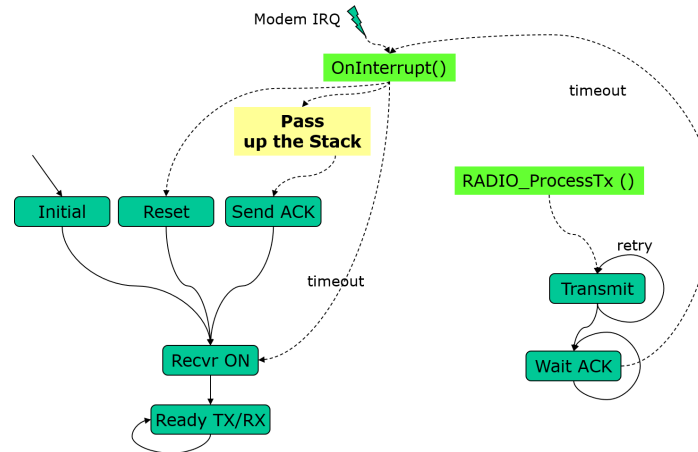 Modem IRQ
OnInterrupt()
timeout
Pass
up the Stack
RADIO_ProcessTx ()
Initial
Reset
Send ACK
retry
timeout
Transmit
Recvr ON
Wait ACK
Ready TX/RX